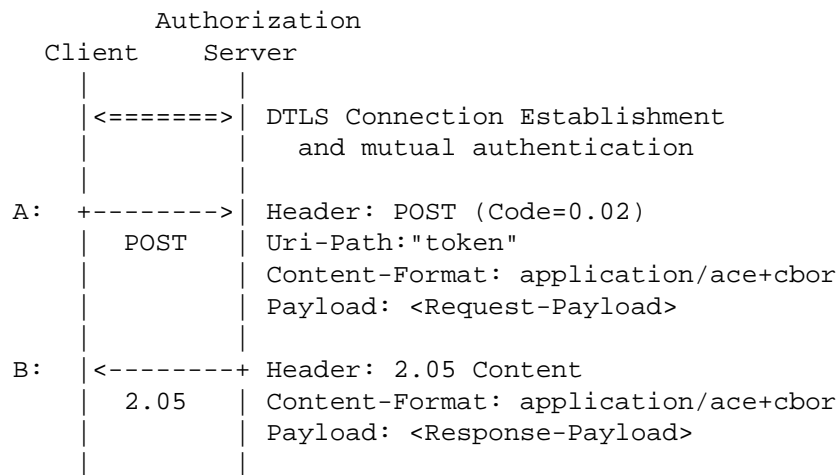 Authorization
  Client    Server
   |         |
   |<=======>| DTLS Connection Establishment
   |         |   and mutual authentication
   |         |
A: +-------->| Header: POST (Code=0.02)
   |  POST   | Uri-Path:"token"
   |         | Content-Format: application/ace+cbor
   |         | Payload: <Request-Payload>
   |         |
B: |<--------+ Header: 2.05 Content
   |  2.05   | Content-Format: application/ace+cbor
   |         | Payload: <Response-Payload>
   |         |